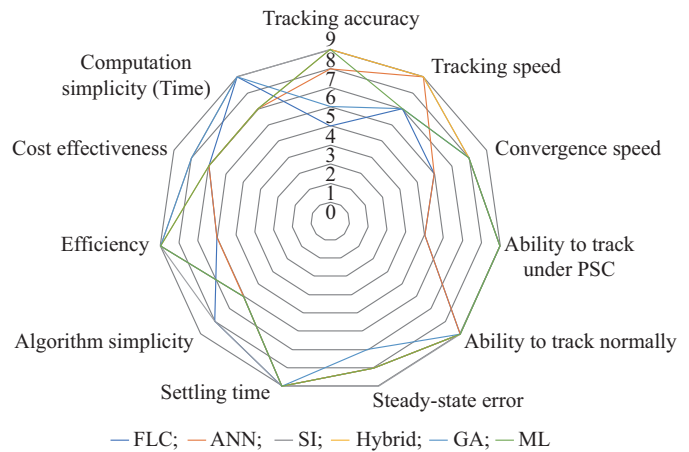 Tracking accuracy
9
8
7
6
5
4
3
2
1
0
Tracking speed
Convergence speed
Ability to track
under PSC
Ability to track normally
Steady-state error
Settling time
Algorithm simplicity
Efficiency
Cost effectiveness
Computation
simplicity (Time)
FLC; ANN; SI; Hybrid; GA; ML